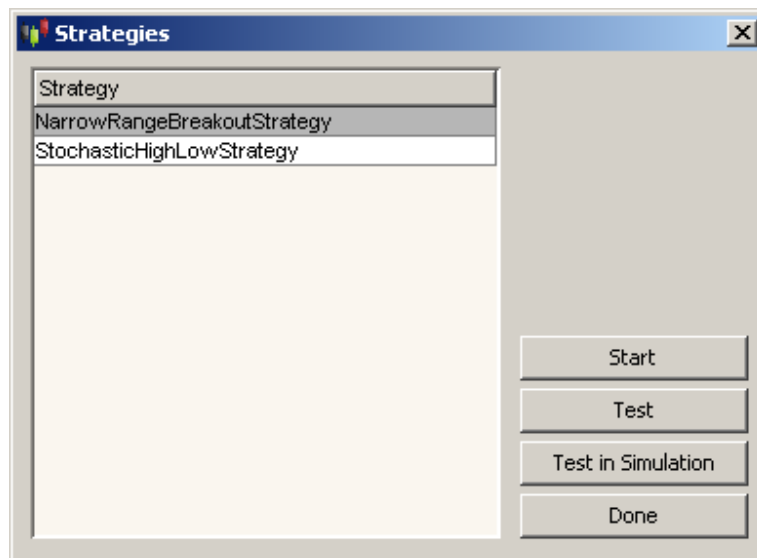 Strategies
Strategy
NarrowRangeBreakoutStrategy
StochasticHighLowStrategy
Start
Test
Test in Simulation
Done